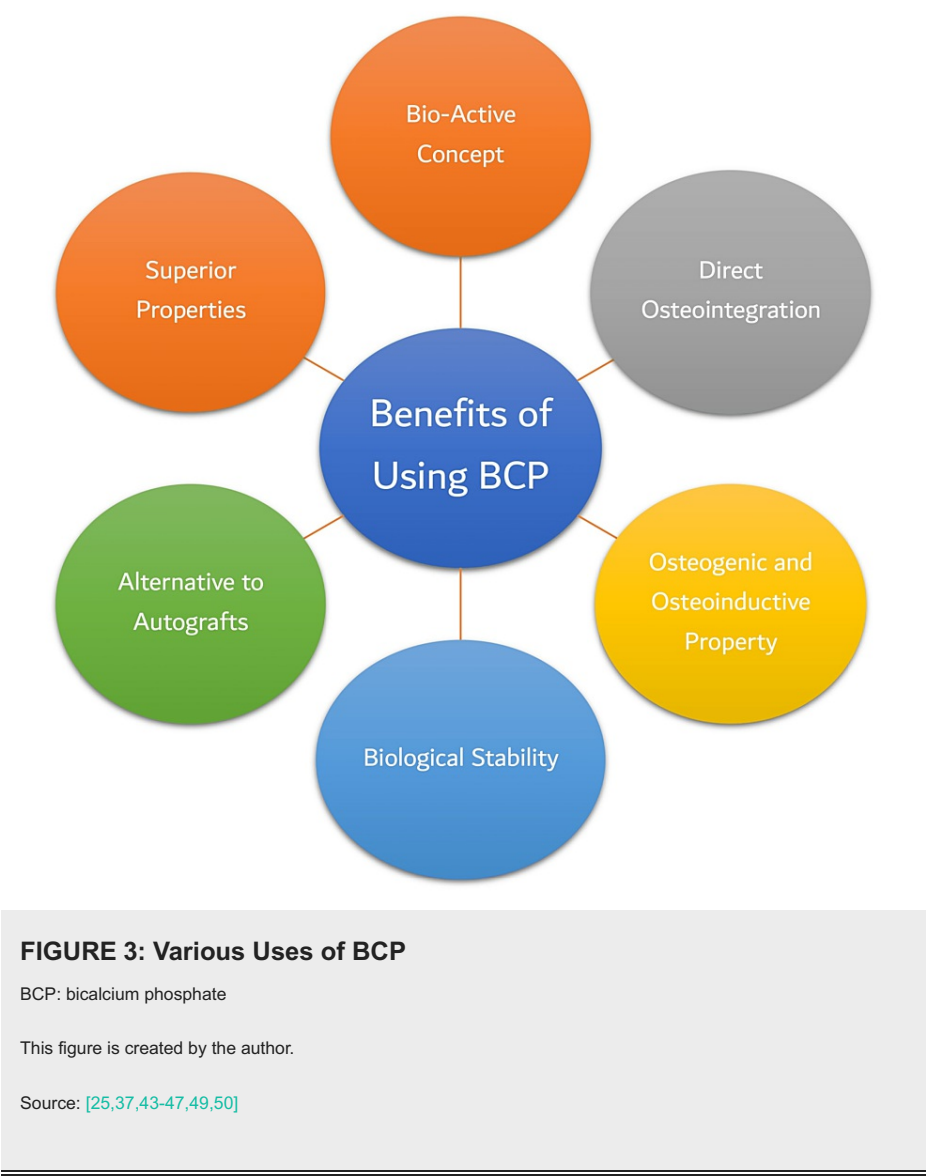 Bio-Active
Concept
Superior
Properties
Direct
Osteointegration
Benefits of
Using BCP
Alternative to
Autografts
Osteogenic and
Osteoinductive
Property
Biological Stability
FIGURE 3: Various Uses of BCP
BCP: bicalcium phosphate
This figure is created by the author.
Source: [25,37,43-47,49,50]